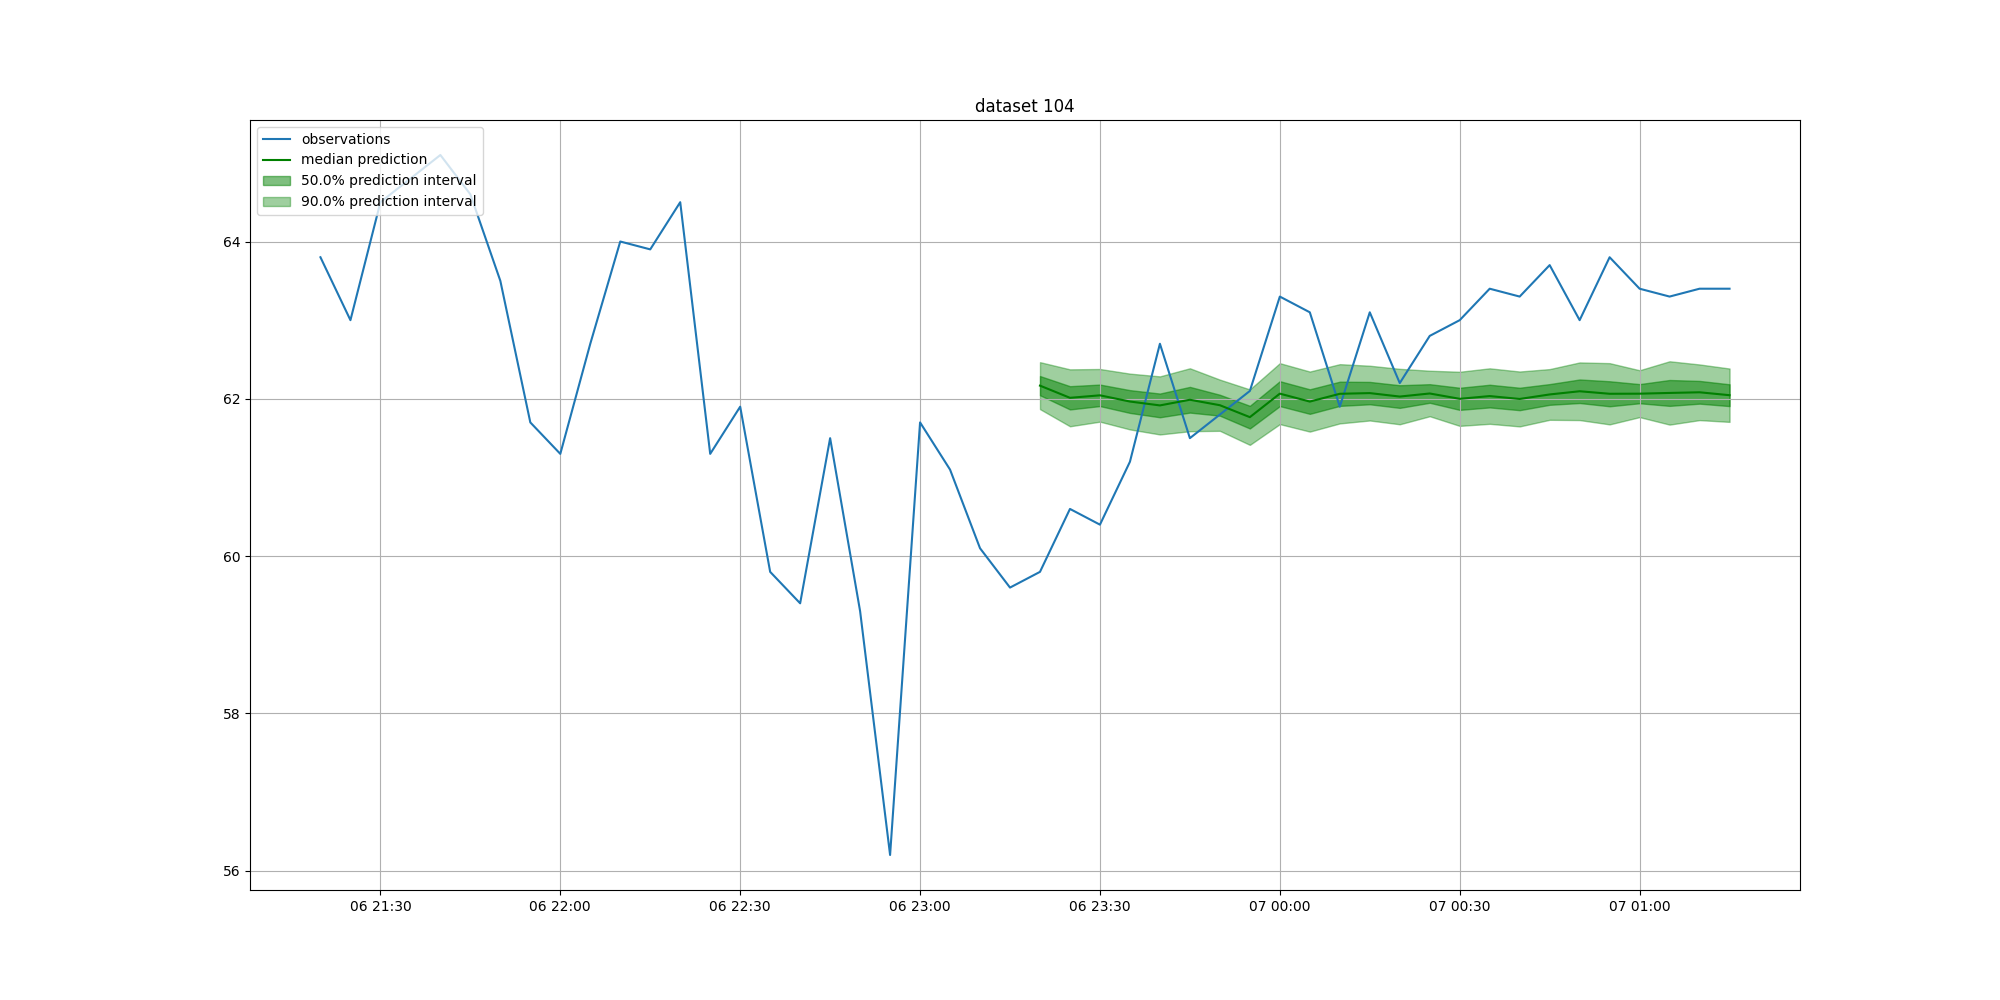 dataset 104
observations
median prediction
50.0% prediction interval
90.0% prediction interval
64
62
60
58
56
06 21:30 06 22:00 06 22:30 06 23:00 06 23:30 07 00:00 07 00:30 07 01:00